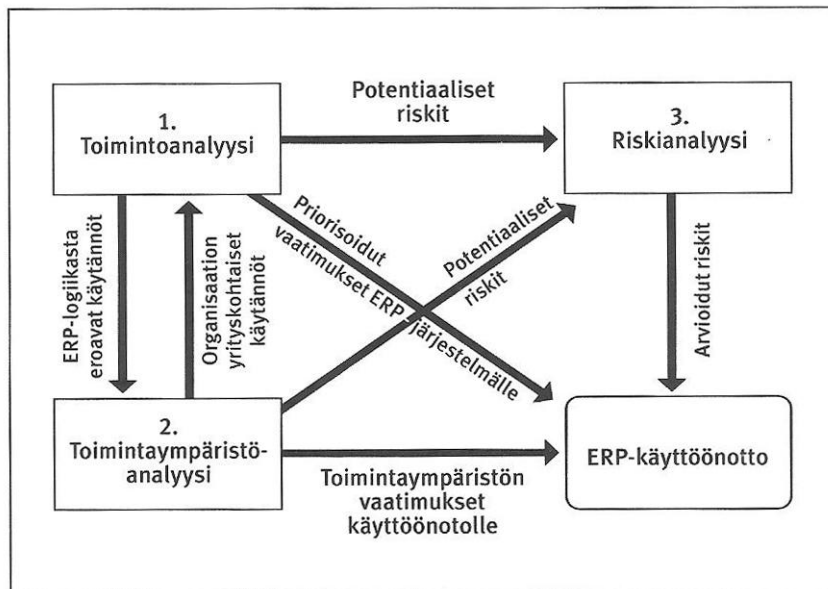 1.
Toimintoanalyysi
Potentiaaliset
riskit
3.
Riskianalyysi
ERP-logiikasta
eroavat käytännöt
Organisaation
yrityskohtaiset
käytännöt
Priorisoidut
vaatimukset ERP-järjestelmälle
Potentiaaliset
riskit
Arvioidut riskit
2.
Toimintaympäristö-
analyysi
Toimintaympäristön
vaatimukset
käyttöönotolle
ERP-käyttöönotto